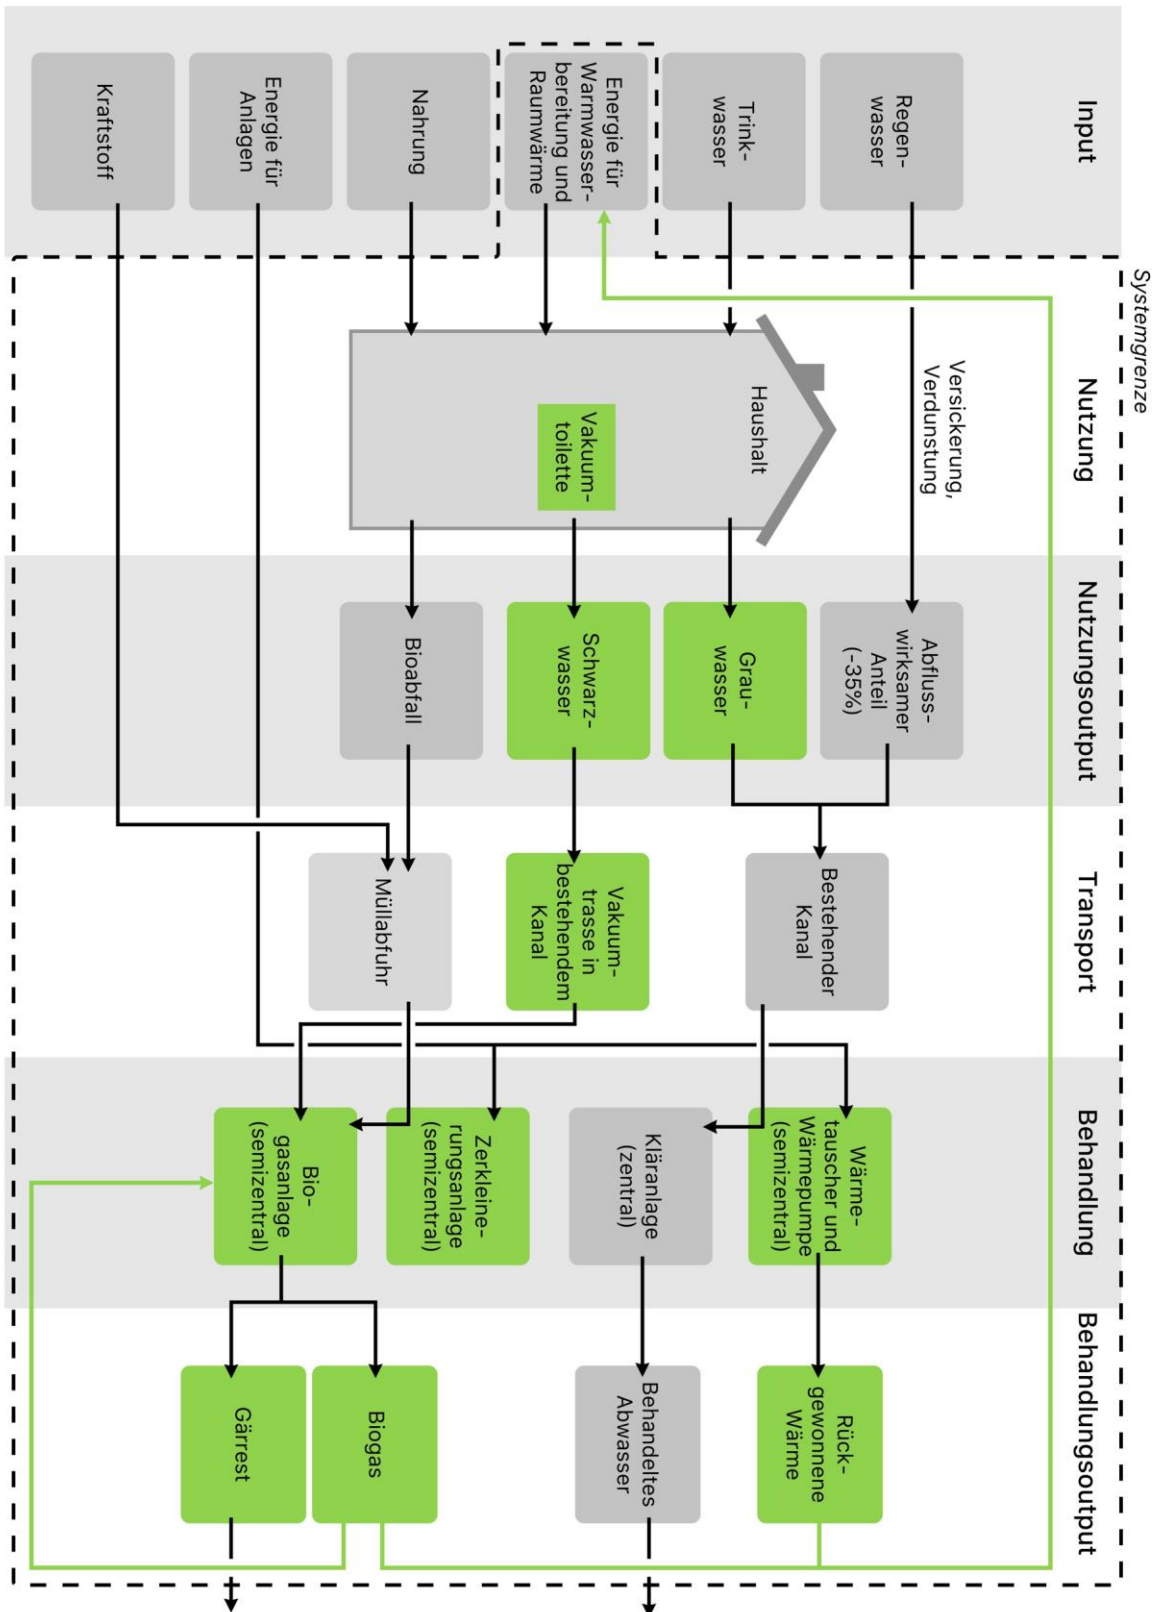 Systemgrenze
Input
Regen-
wasser
Trink-
wasser
Energie für
Warmwasser-
bereitung und
Raumwärme
Nahrung
Energie für
Anlagen
Kraftstoff
Nutzung
Versickerung,
Verdunstung
Haushalt
Vakuum-
toilette
Nutzungsoutput
Abfluss-
wirksamer
Anteil
(-35%)
Grau-
wasser
Schwarz-
wasser
Bioabfall
Transport
Bestehender
Kanal
Vakuum-
trasse in
bestehendem
Kanal
Müllabfuhr
Behandlung
Wärme-
tauscher und
Wärmepumpe
(semizentral)
Kläranlage
(zentral)
Zerkleine-
rungsanlage
(semizentral)
Bio-
gasanlage
(semizentral)
Behandlungsoutput
Rück-
gewonnene
Wärme
Behandeltes
Abwasser
Biogas
Gärrest